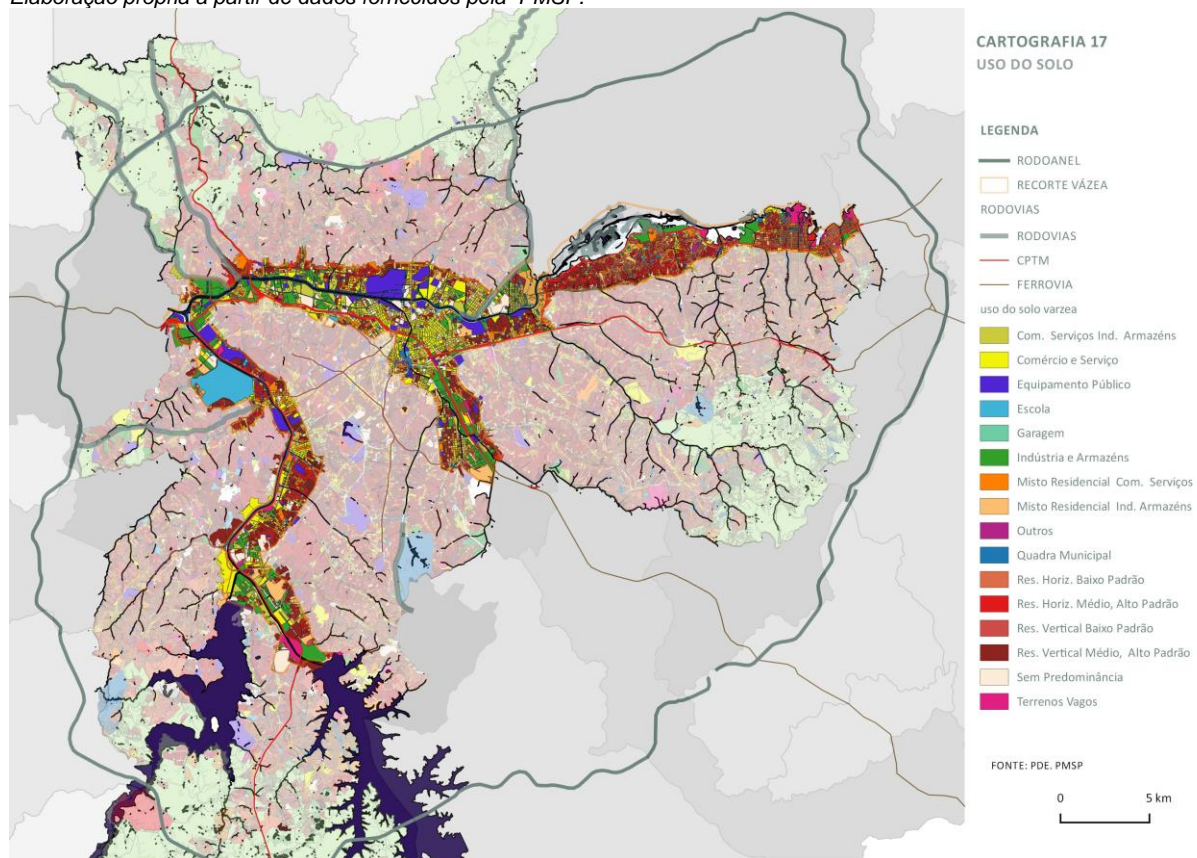 Elaboração própria a partir de dados fornecidos pela PMSP.
CARTOGRAFIA 17
USO DO SOLO
LEGENDA
RODOANEL
RECORTE VÁZEA
RODOVIAS
RODOVIAS
CPTM
FERROVIA
uso do solo varzea
Com. Serviços Ind. Armazéns
Comércio e Serviço
Equipamento Público
Escola
Garagem
Indústria e Armazéns
Misto Residencial Com. Serviços
Misto Residencial Ind. Armazéns
Outros
Quadra Municipal
Res. Horiz. Baixo Padrão
Res. Horiz. Médio, Alto Padrão
Res. Vertical Baixo Padrão
Res. Vertical Médio, Alto Padrão
Sem Predominância
Terrenos Vagos
FONTE: PDE. PMSP
0 5 km